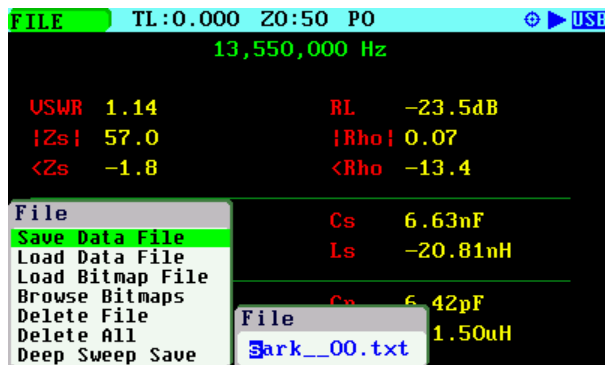 FILE TL:0.000 Z0:50 PO USB
13,550,000 Hz
VSWR 1.14 RL -23.5dB
|Zs| 57.0 |Rho| 0.07
<Zs -1.8 <Rho -13.4
File
Save Data File
Load Data File
Load Bitmap File
Browse Bitmaps
Delete File
Delete All
Deep Sweep Save
Cs 6.63nF
Ls -20.81nH
6.42pF
1.50uH
File
sark__00.txt